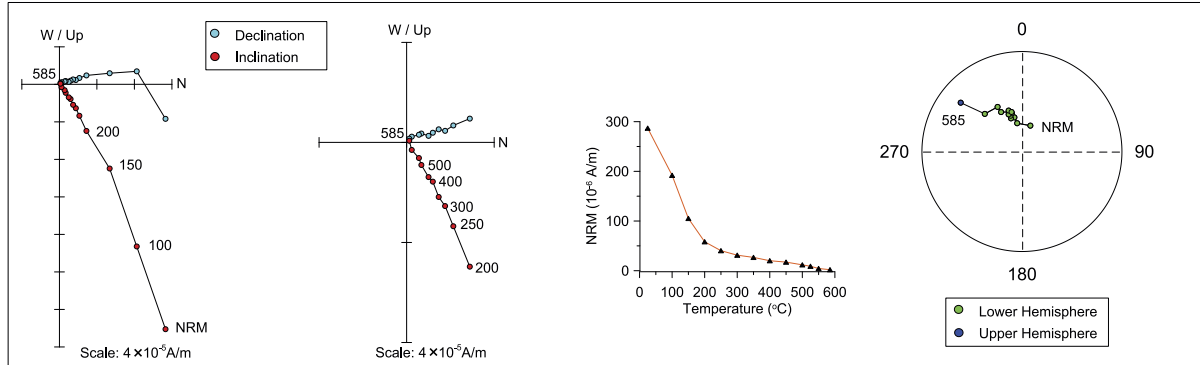 W / Up
585
N
200
150
100
NRM
Scale: 4×10⁻⁵A/m
Declination
Inclination
W / Up
585
N
500
400
300
250
200
Scale: 4×10⁻⁵A/m
NRM (10⁻⁶ A/m)
300
200
100
0
0 100 200 300 400 500 600
Temperature (°C)
0
270
90
180
585
NRM
Lower Hemisphere
Upper Hemisphere